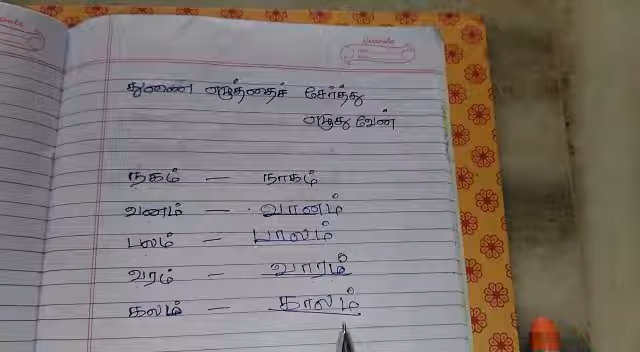 துணை எழுத்தைச் சேர்த்து
எழுதுவேன்
நகம் — நாகம்
வனம் — வானம்
பலம் — பாலம்
வரம் — வாரம்
கலம் — காலம்